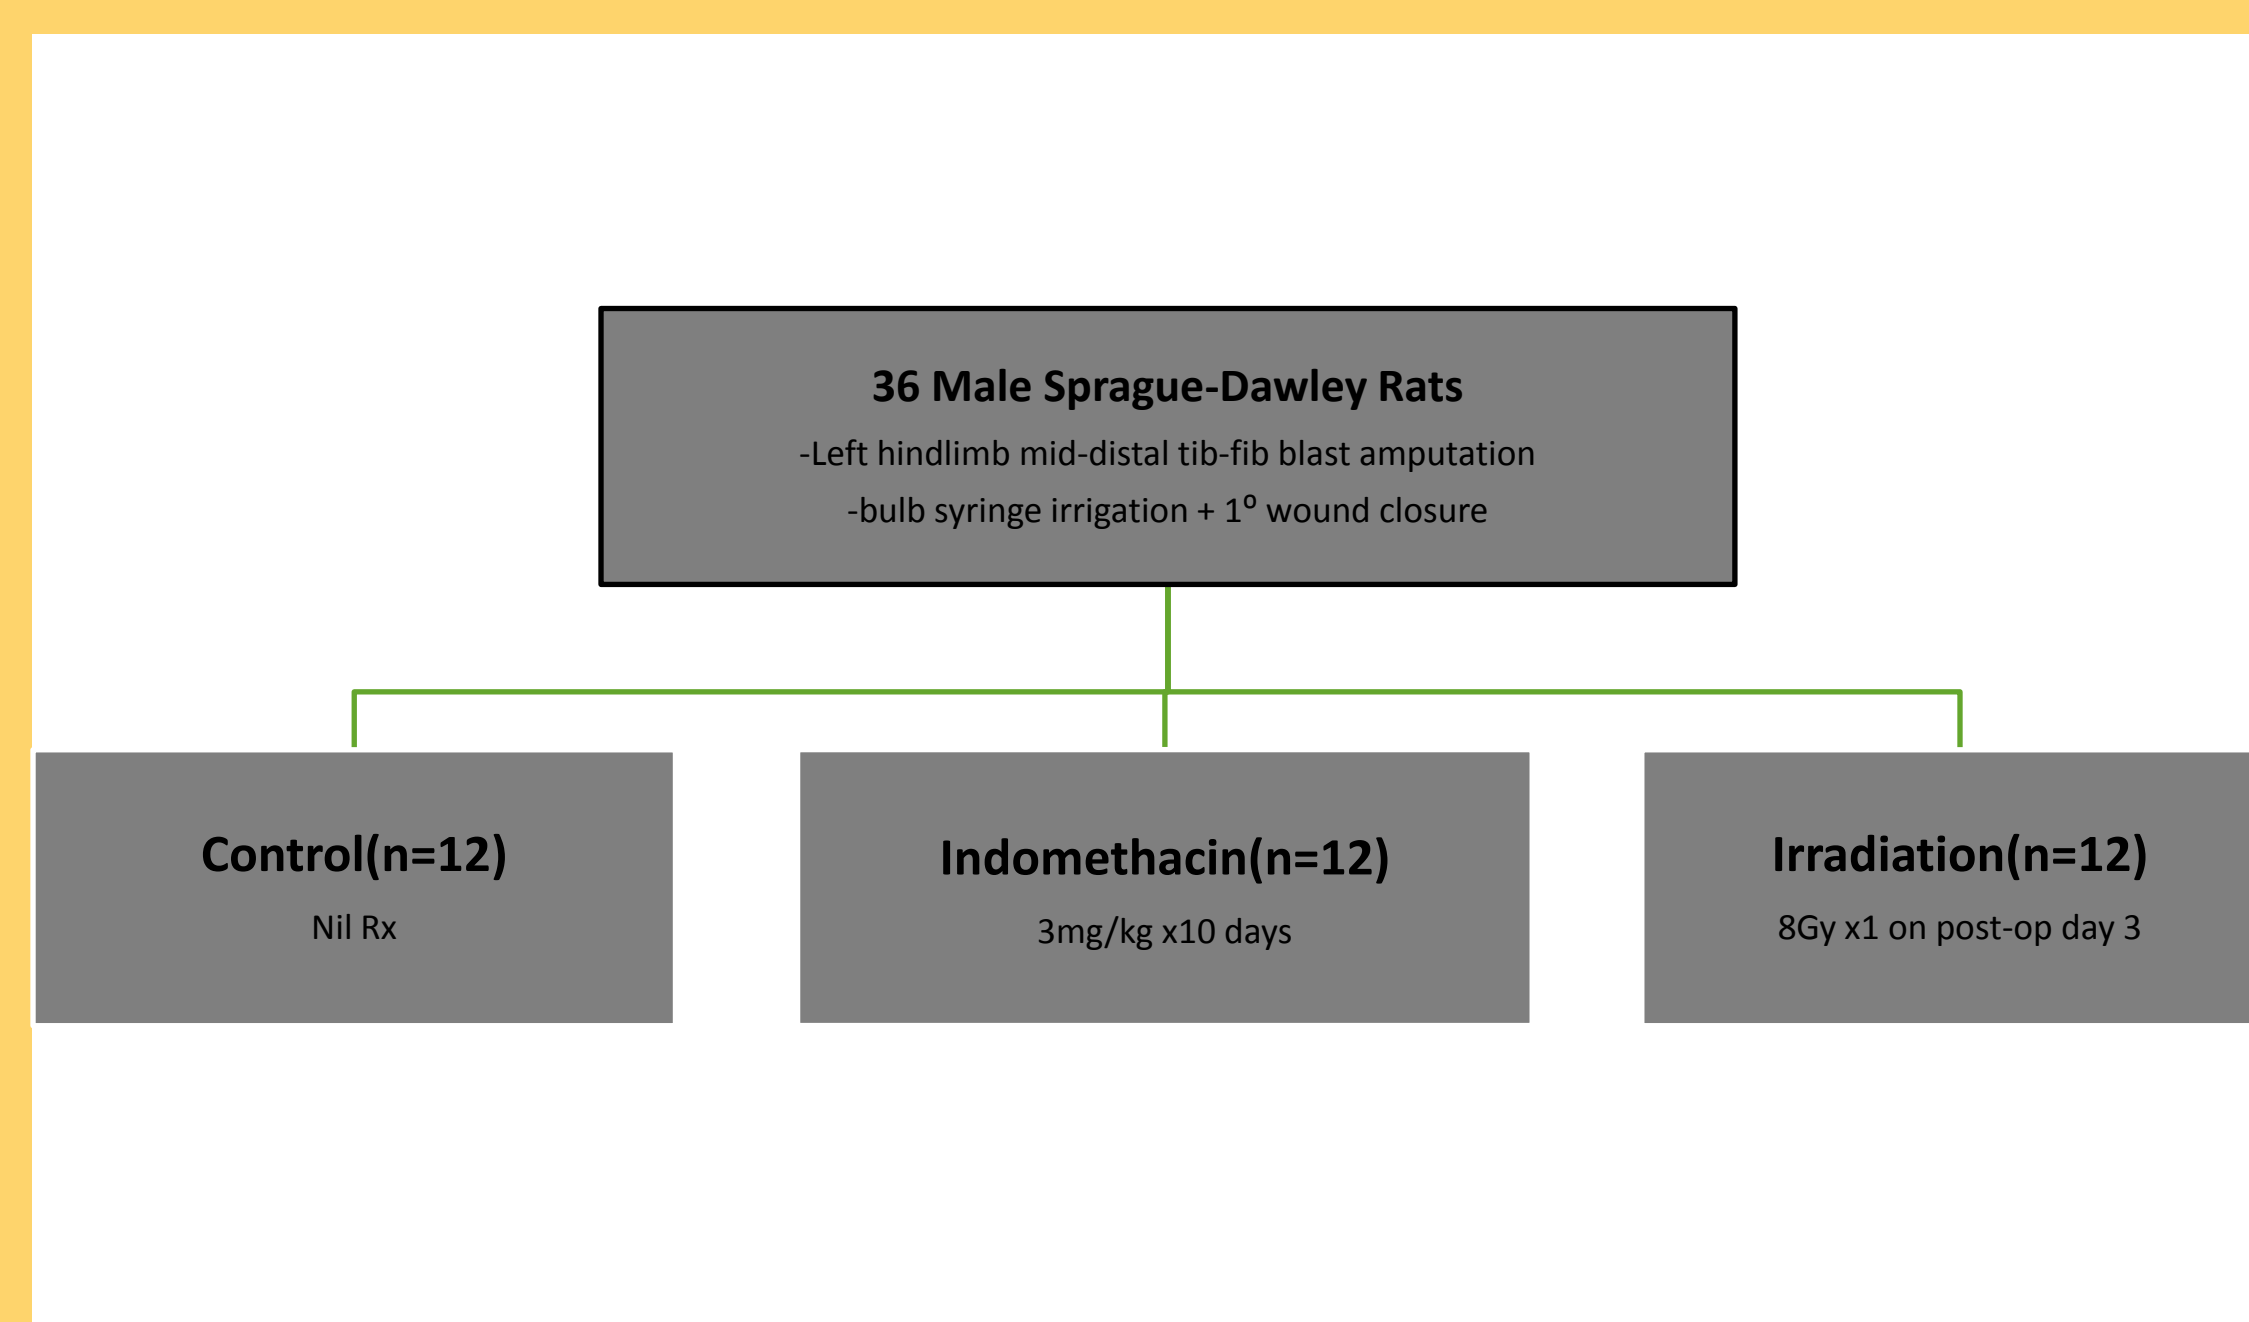 36 Male Sprague-Dawley Rats
-Left hindlimb mid-distal tib-fib blast amputation
-bulb syringe irrigation + 1⁰ wound closure
Control(n=12)
Nil Rx
Indomethacin(n=12)
3mg/kg x10 days
Irradiation(n=12)
8Gy x1 on post-op day 3